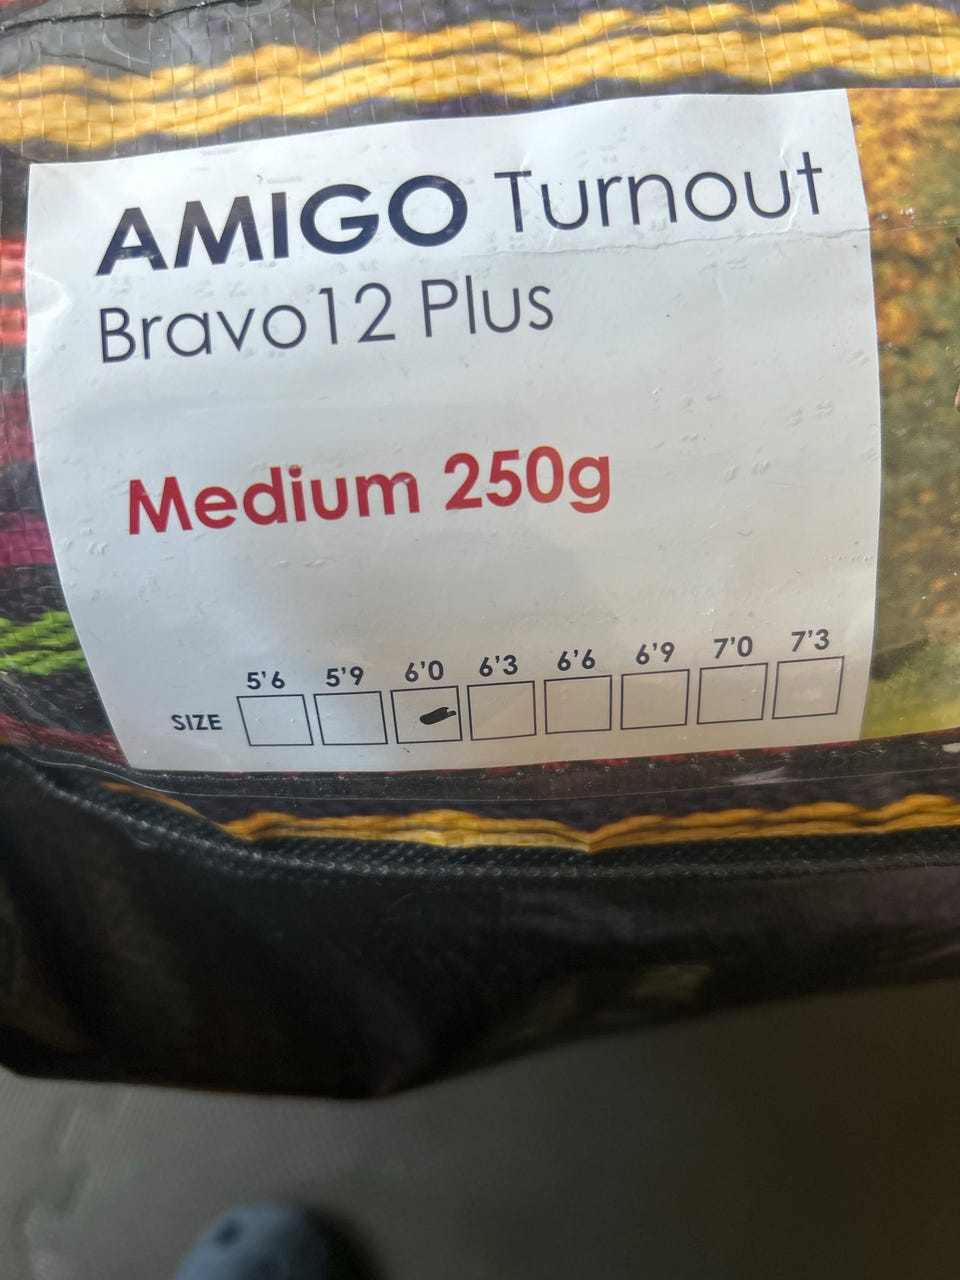 AMIGO Turnout
Bravo12 Plus
Medium 250g
5'6 5'9 6'0 6'3 6'6 6'9 7'0 7'3
SIZE